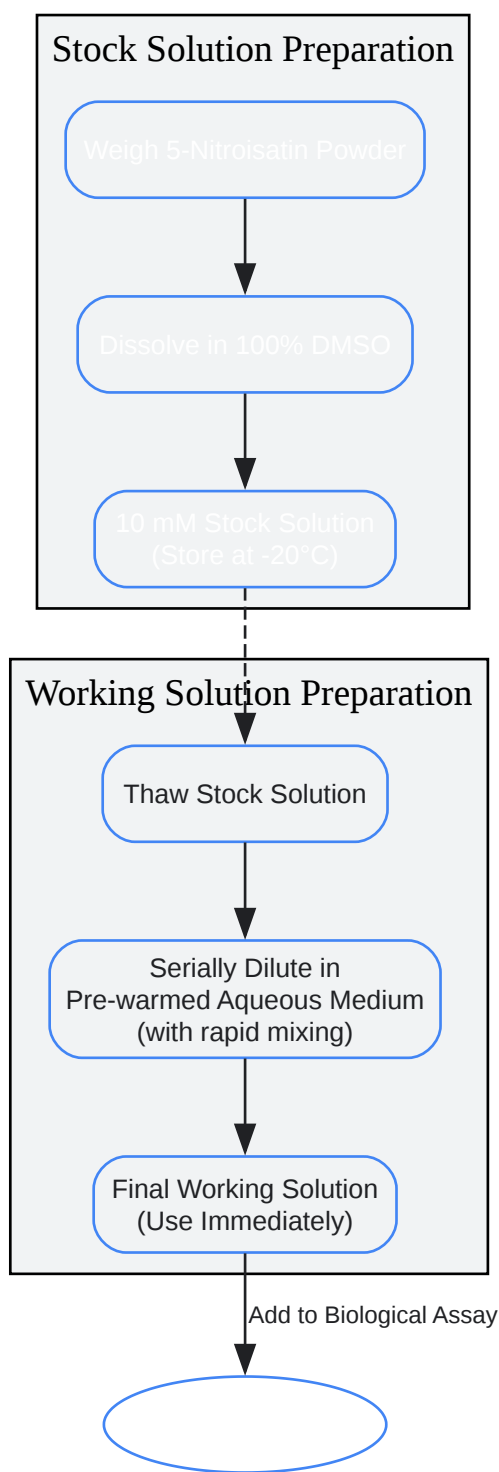 Stock Solution Preparation
Weigh 5-Nitroisatin Powder
Dissolve in 100% DMSO
10 mM Stock Solution
(Store at -20°C)
Working Solution Preparation
Thaw Stock Solution
Serially Dilute in
Pre-warmed Aqueous Medium
(with rapid mixing)
Final Working Solution
(Use Immediately)
Add to Biological Assay